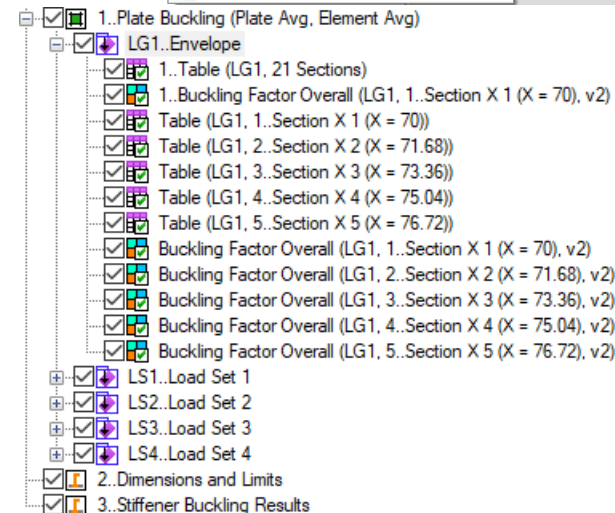 1..Plate Buckling (Plate Avg, Element Avg)
LG1..Envelope
1..Table (LG1, 21 Sections)
1..Buckling Factor Overall (LG1, 1..Section X 1 (X = 70), v2)
Table (LG1, 1..Section X 1 (X = 70))
Table (LG1, 2..Section X 2 (X = 71.68))
Table (LG1, 3..Section X 3 (X = 73.36))
Table (LG1, 4..Section X 4 (X = 75.04))
Table (LG1, 5..Section X 5 (X = 76.72))
Buckling Factor Overall (LG1, 1..Section X 1 (X = 70), v2)
Buckling Factor Overall (LG1, 2..Section X 2 (X = 71.68), v2)
Buckling Factor Overall (LG1, 3..Section X 3 (X = 73.36), v2)
Buckling Factor Overall (LG1, 4..Section X 4 (X = 75.04), v2)
Buckling Factor Overall (LG1, 5..Section X 5 (X = 76.72), v2)
LS1..Load Set 1
LS2..Load Set 2
LS3..Load Set 3
LS4..Load Set 4
2..Dimensions and Limits
3..Stiffener Buckling Results